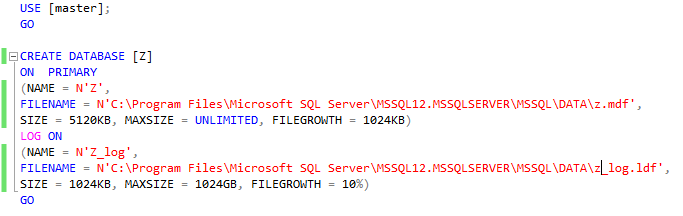 USE [master];
GO
CREATE DATABASE [Z]
ON  PRIMARY
(NAME = N'Z',
FILENAME = N'C:\Program Files\Microsoft SQL Server\MSSQL12.MSSQLSERVER\MSSQL\DATA\z.mdf',
SIZE = 5120KB, MAXSIZE = UNLIMITED, FILEGROWTH = 1024KB)
LOG ON
(NAME = N'Z_log',
FILENAME = N'C:\Program Files\Microsoft SQL Server\MSSQL12.MSSQLSERVER\MSSQL\DATA\z_log.ldf',
SIZE = 1024KB, MAXSIZE = 1024GB, FILEGROWTH = 10%)
GO